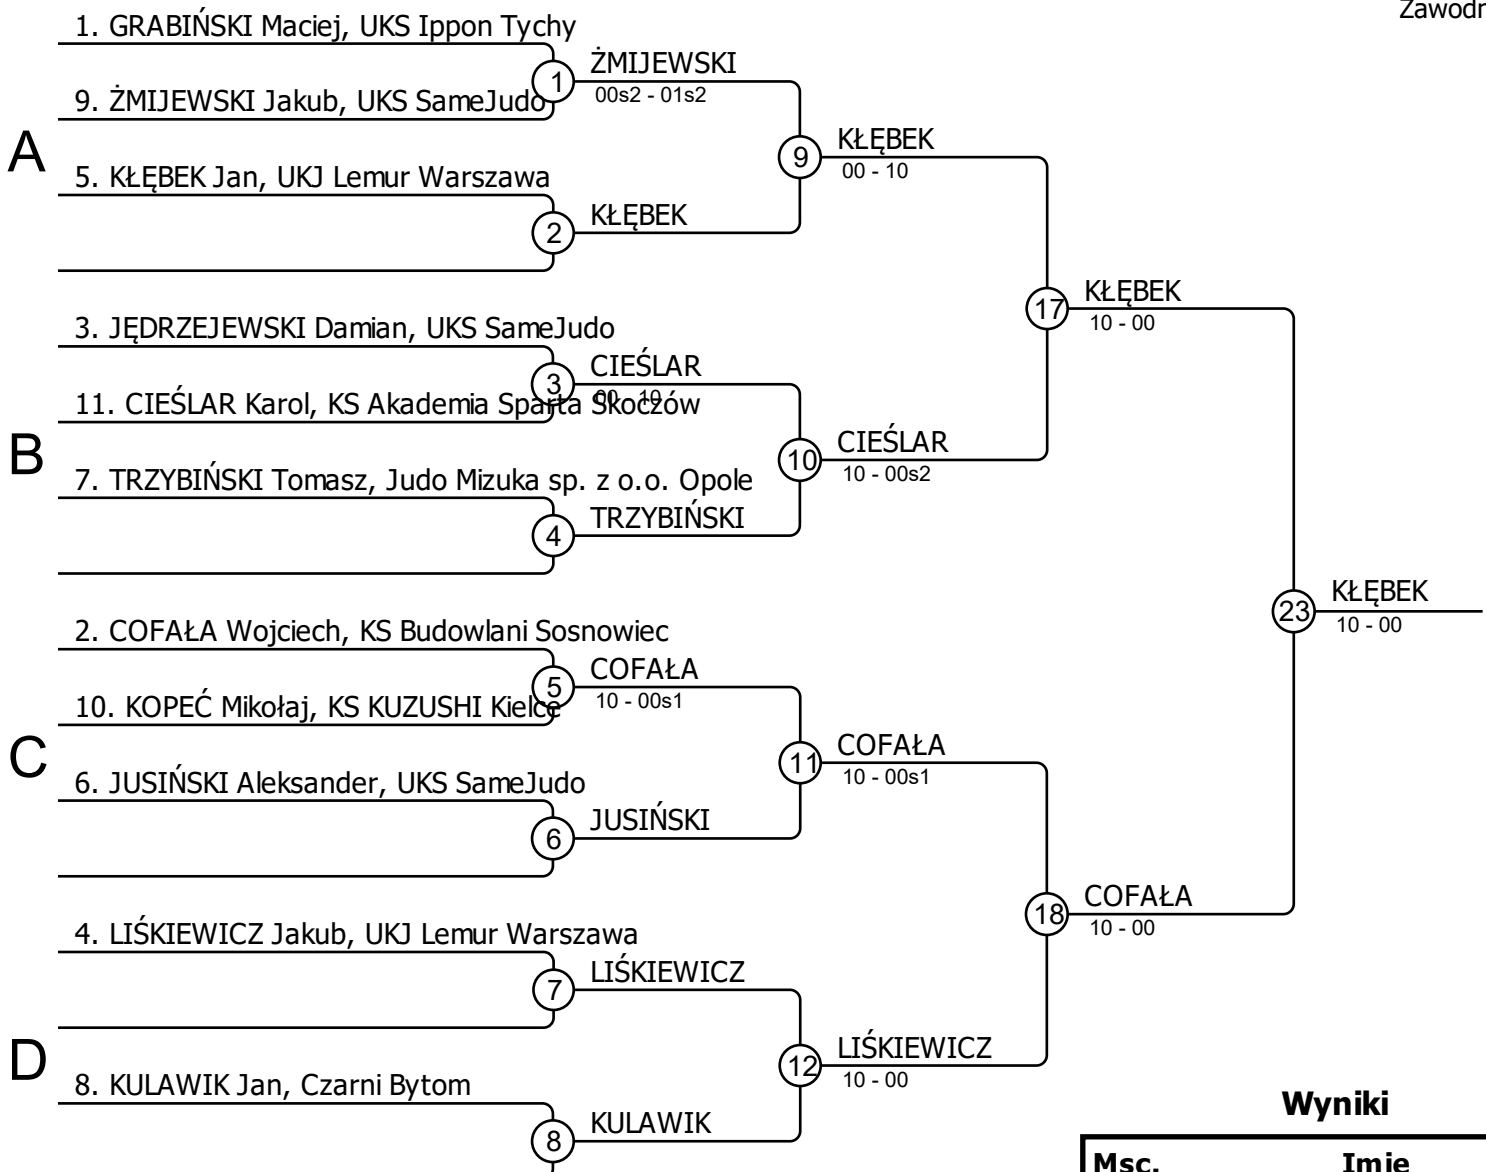 Zawodr
1. GRABIŃSKI Maciej, UKS Ippon Tychy
1
ŻMIJEWSKI
00s2 - 01s2
9. ŻMIJEWSKI Jakub, UKS SameJudo
A
9
KŁĘBEK
00 - 10
5. KŁĘBEK Jan, UKJ Lemur Warszawa
2
KŁĘBEK
17
KŁĘBEK
10 - 00
3. JĘDRZEJEWSKI Damian, UKS SameJudo
3
CIEŚLAR
00 - 10
11. CIEŚLAR Karol, KS Akademia Sparta Skoczów
B
10
CIEŚLAR
10 - 00s2
7. TRZYBIŃSKI Tomasz, Judo Mizuka sp. z o.o. Opole
4
TRZYBIŃSKI
23
KŁĘBEK
10 - 00
2. COFAŁA Wojciech, KS Budowlani Sosnowiec
5
COFAŁA
10 - 00s1
10. KOPEĆ Mikołaj, KS KUZUSHI Kielce
C
11
COFAŁA
10 - 00s1
6. JUSIŃSKI Aleksander, UKS SameJudo
6
JUSIŃSKI
18
COFAŁA
10 - 00
4. LIŚKIEWICZ Jakub, UKJ Lemur Warszawa
7
LIŚKIEWICZ
D
12
LIŚKIEWICZ
10 - 00
8. KULAWIK Jan, Czarni Bytom
8
KULAWIK
Wyniki
Msc. Imie